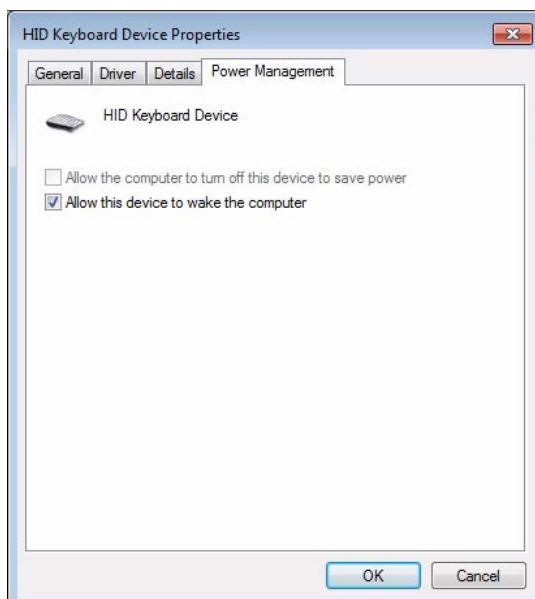 HID Keyboard Device Properties
General Driver Details Power Management
HID Keyboard Device
Allow the computer to turn off this device to save power
Allow this device to wake the computer
OK Cancel